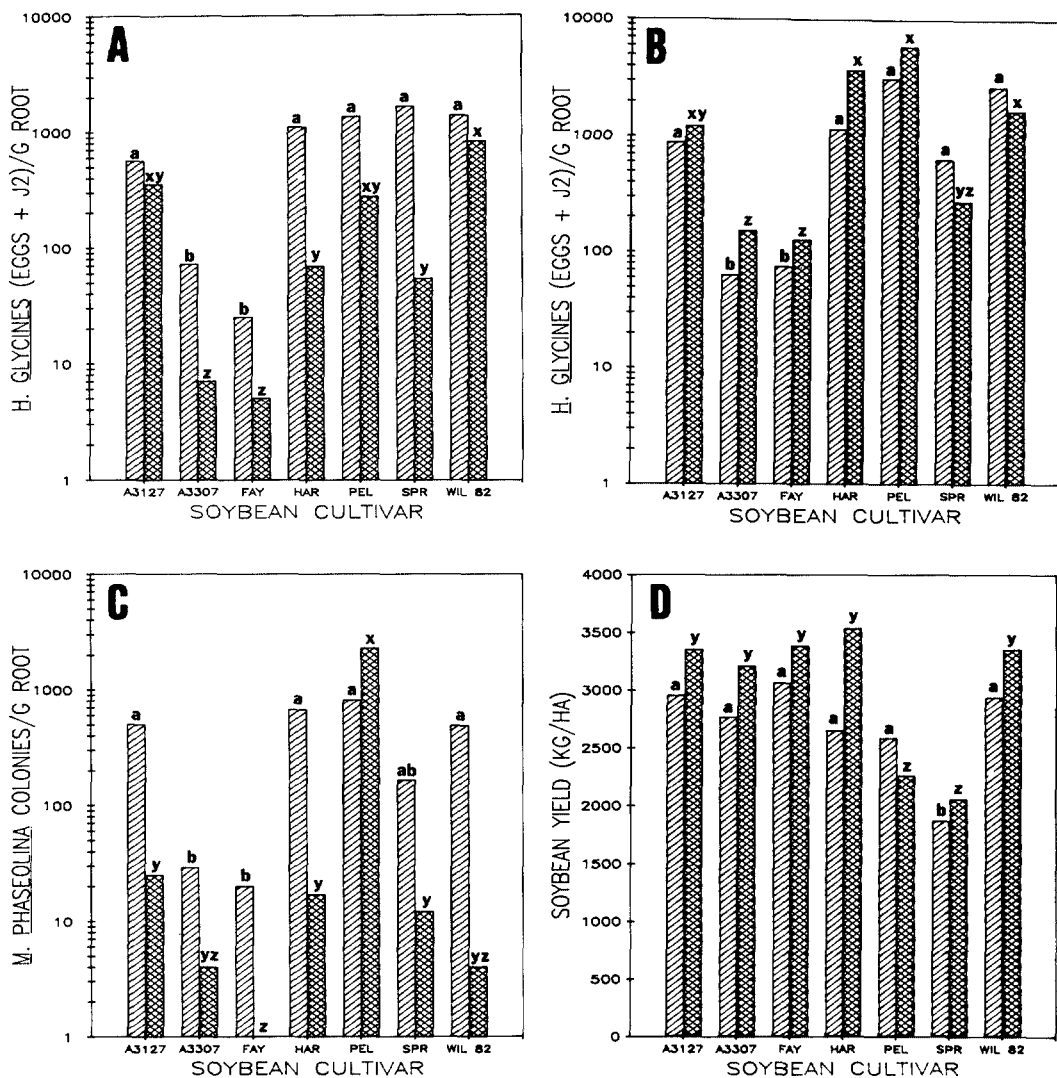 A
H. GLYCINES (EGGS + J2)/G ROOT
10000
1000
100
10
1
a
xy
b
z
b
z
a
y
a
xy
a
y
a
x
A3127 A3307 FAY HAR PEL SPR WIL 82
SOYBEAN CULTIVAR
B
H. GLYCINES (EGGS + J2)/G ROOT
10000
1000
100
10
1
a
xy
b
z
b
z
a
x
a
x
a
yz
a
x
A3127 A3307 FAY HAR PEL SPR WIL 82
SOYBEAN CULTIVAR
C
M. PHASEOLINA COLONIES/G ROOT
10000
1000
100
10
1
a
y
b
yz
b
z
a
y
a
x
ab
y
a
yz
A3127 A3307 FAY HAR PEL SPR WIL 82
SOYBEAN CULTIVAR
D
SOYBEAN YIELD (KG/HA)
4000
3500
3000
2500
2000
1500
1000
500
0
a
y
a
y
a
y
a
y
a
z
b
z
a
y
A3127 A3307 FAY HAR PEL SPR WIL 82
SOYBEAN CULTIVAR